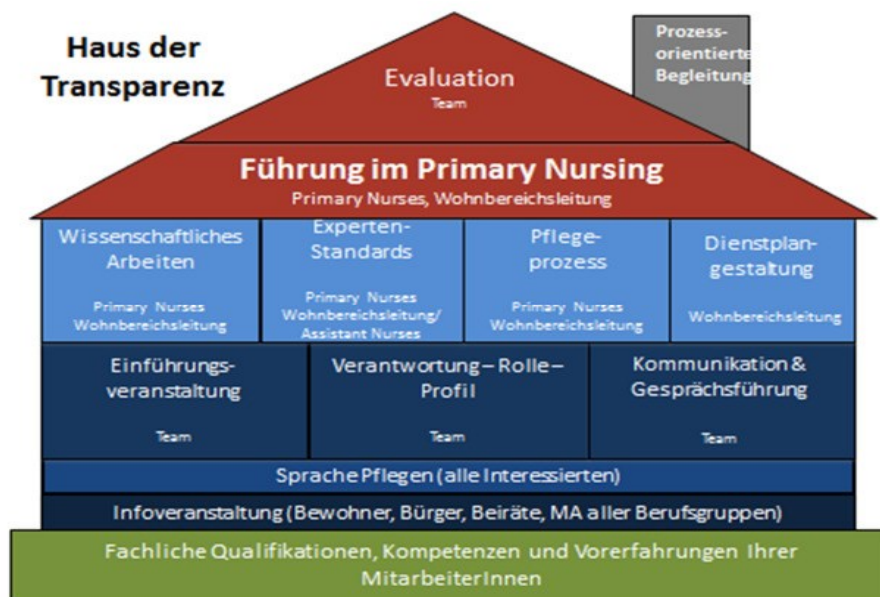 Haus der
Transparenz
Prozess-
orientierte
Begleitung
Evaluation
Team
Führung im Primary Nursing
Primary Nurses, Wohnbereichsleitung
Wissenschaftliches
Arbeiten
Primary Nurses
Wohnbereichsleitung
Experten-
Standards
Primary Nurses
Wohnbereichsleitung/
Assistant Nurses
Pflege-
prozess
Primary Nurses
Wohnbereichsleitung
Dienstplan-
gestaltung
Wohnbereichsleitung
Einführungs-
veranstaltung
Team
Verantwortung – Rolle –
Profil
Team
Kommunikation &
Gesprächsführung
Team
Sprache Pflegen (alle Interessierten)
Infoveranstaltung (Bewohner, Bürger, Beiräte, MA aller Berufsgruppen)
Fachliche Qualifikationen, Kompetenzen und Vorerfahrungen Ihrer
MitarbeiterInnen